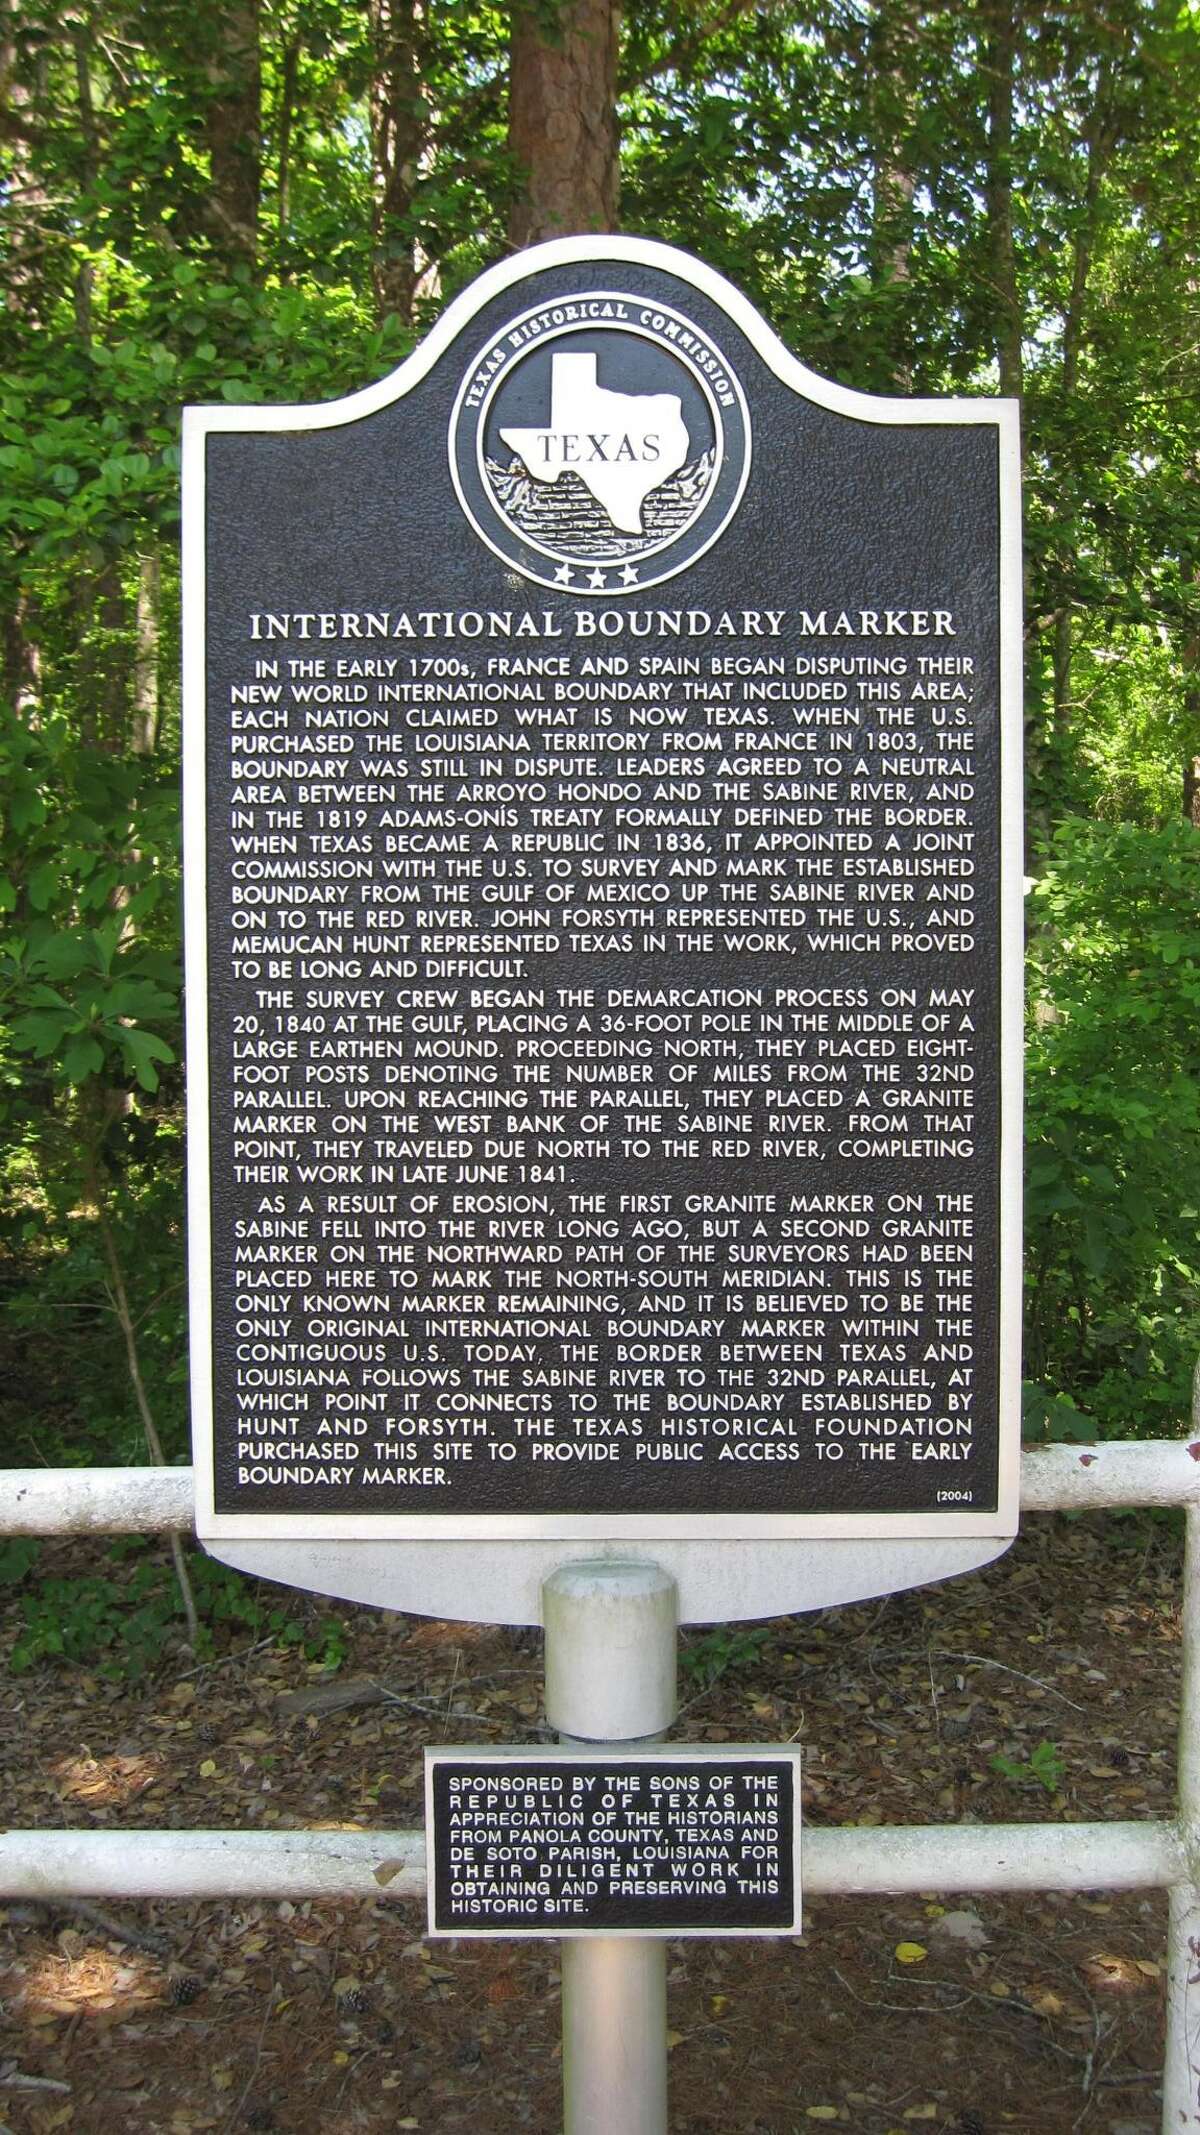 TEXAS HISTORICAL COMMISSION
TEXAS
INTERNATIONAL BOUNDARY MARKER
IN THE EARLY 1700s, FRANCE AND SPAIN BEGAN DISPUTING THEIR
NEW WORLD INTERNATIONAL BOUNDARY THAT INCLUDED THIS AREA;
EACH NATION CLAIMED WHAT IS NOW TEXAS. WHEN THE U.S.
PURCHASED THE LOUISIANA TERRITORY FROM FRANCE IN 1803, THE
BOUNDARY WAS STILL IN DISPUTE. LEADERS AGREED TO A NEUTRAL
AREA BETWEEN THE ARROYO HONDO AND THE SABINE RIVER, AND
IN THE 1819 ADAMS-ONÍS TREATY FORMALLY DEFINED THE BORDER.
WHEN TEXAS BECAME A REPUBLIC IN 1836, IT APPOINTED A JOINT
COMMISSION WITH THE U.S. TO SURVEY AND MARK THE ESTABLISHED
BOUNDARY FROM THE GULF OF MEXICO UP THE SABINE RIVER AND
ON TO THE RED RIVER. JOHN FORSYTH REPRESENTED THE U.S., AND
MEMUCAN HUNT REPRESENTED TEXAS IN THE WORK, WHICH PROVED
TO BE LONG AND DIFFICULT.
THE SURVEY CREW BEGAN THE DEMARCATION PROCESS ON MAY
20, 1840 AT THE GULF, PLACING A 36-FOOT POLE IN THE MIDDLE OF A
LARGE EARTHEN MOUND. PROCEEDING NORTH, THEY PLACED EIGHT-
FOOT POSTS DENOTING THE NUMBER OF MILES FROM THE 32ND
PARALLEL. UPON REACHING THE PARALLEL, THEY PLACED A GRANITE
MARKER ON THE WEST BANK OF THE SABINE RIVER. FROM THAT
POINT, THEY TRAVELED DUE NORTH TO THE RED RIVER, COMPLETING
THEIR WORK IN LATE JUNE 1841.
AS A RESULT OF EROSION, THE FIRST GRANITE MARKER ON THE
SABINE FELL INTO THE RIVER LONG AGO, BUT A SECOND GRANITE
MARKER ON THE NORTHWARD PATH OF THE SURVEYORS HAD BEEN
PLACED HERE TO MARK THE NORTH-SOUTH MERIDIAN. THIS IS THE
ONLY KNOWN MARKER REMAINING, AND IT IS BELIEVED TO BE THE
ONLY ORIGINAL INTERNATIONAL BOUNDARY MARKER WITHIN THE
CONTIGUOUS U.S. TODAY, THE BORDER BETWEEN TEXAS AND
LOUISIANA FOLLOWS THE SABINE RIVER TO THE 32ND PARALLEL, AT
WHICH POINT IT CONNECTS TO THE BOUNDARY ESTABLISHED BY
HUNT AND FORSYTH. THE TEXAS HISTORICAL FOUNDATION
PURCHASED THIS SITE TO PROVIDE PUBLIC ACCESS TO THE EARLY
BOUNDARY MARKER.
(2004)
SPONSORED BY THE SONS OF THE
REPUBLIC OF TEXAS IN
APPRECIATION OF THE HISTORIANS
FROM PANOLA COUNTY, TEXAS AND
DE SOTO PARISH, LOUISIANA FOR
THEIR DILIGENT WORK IN
OBTAINING AND PRESERVING THIS
HISTORIC SITE.